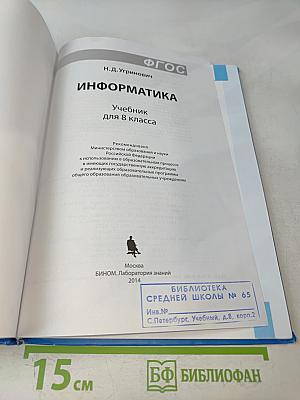 ФГОС
Н.Д.Угринович
ИНФОРМАТИКА
Учебник
для 8 класса
Рекомендовано
Министерством образования и науки
Российской Федерации
к использованию в образовательном процессе
в имеющих государственную аккредитацию
и реализующих образовательные программы
общего образования образовательных учреждениях
Москва
БИНОМ. Лаборатория знаний
2014
БИБЛИОТЕКА
СРЕДНЕЙ ШКОЛЫ № 65
Инв.№
С.Петербург, Учебный, д.8, корп.2
15 см
БФ БИБЛИОФАН